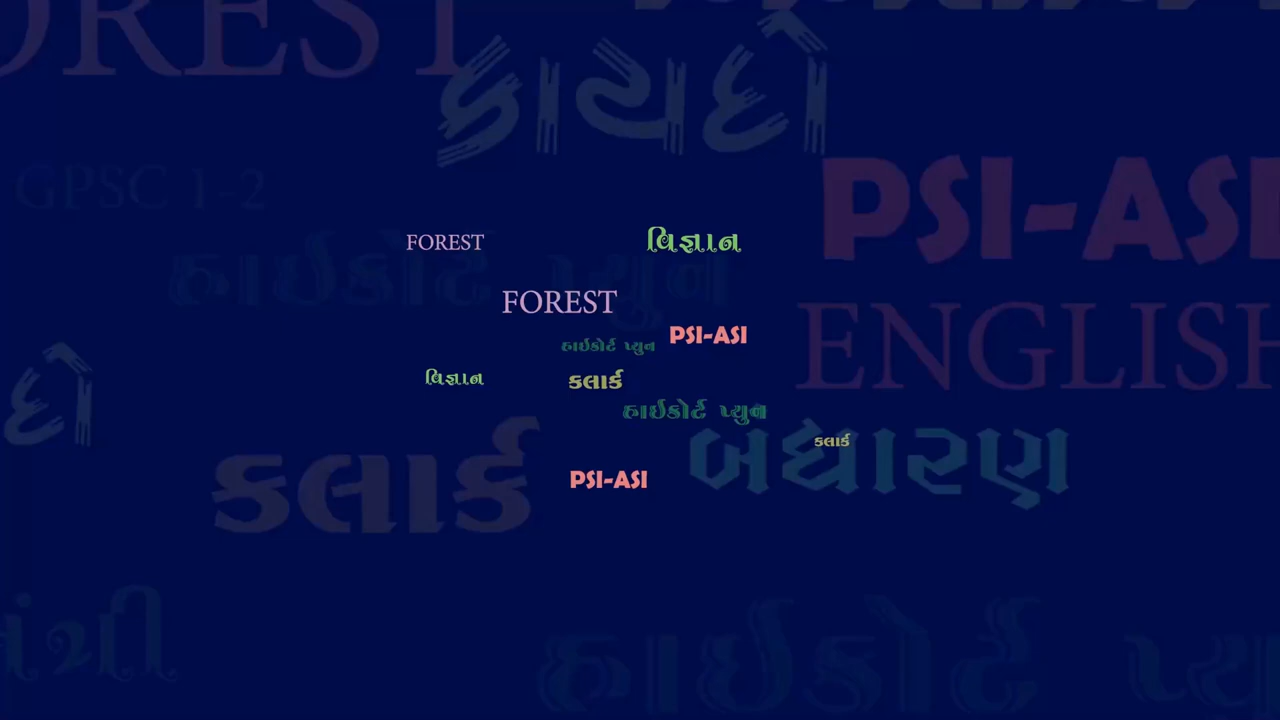 FOREST
કાયદો
GPSC 1-2
PSI-ASI
FOREST
વિજ્ઞાન
હાઈકોર્ટ પ્યુન
FOREST
ENGLISH
PSI-ASI
હાઈકોર્ટ પ્યુન
વિજ્ઞાન
કલાર્ક
હાઈકોર્ટ પ્યુન
કલાર્ક
બંધારણ
કલાર્ક
PSI-ASI
હાઈકોર્ટ